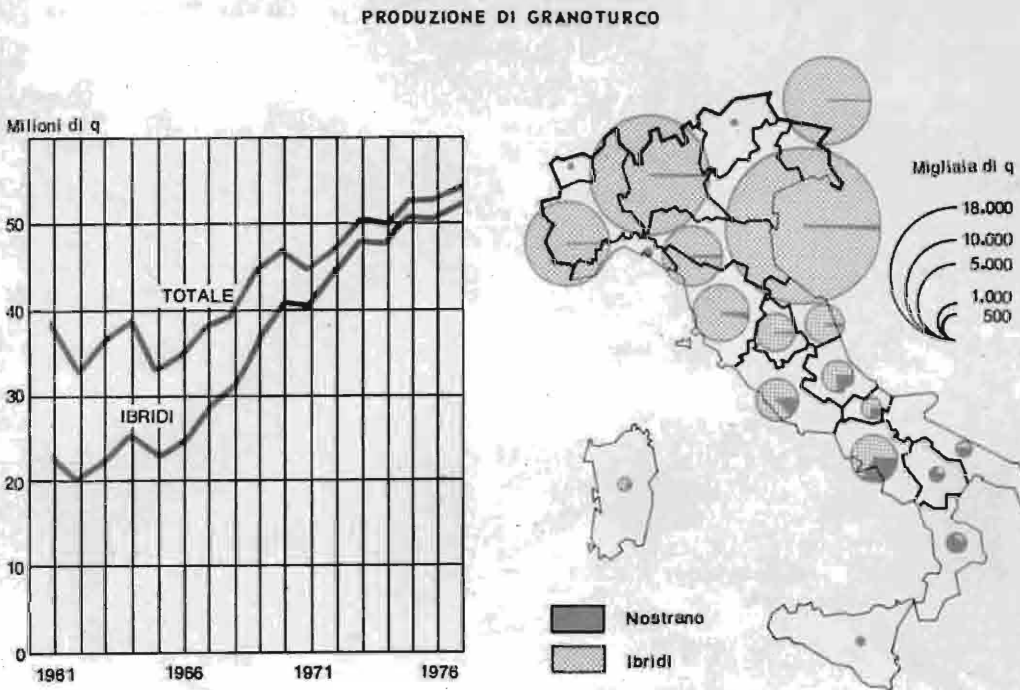 PRODUZIONE DI GRANOTURCO
Milioni di q
50
40
30
20
10
0
TOTALE
IBRIDI
1961
1966
1971
1976
Migliaia di q
18.000
10.000
5.000
1.000
500
Nostrano
Ibridi